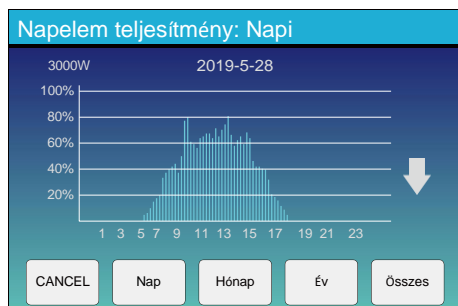 Napelem teljesítmény: Napi
3000W 2019-5-28
100%
80%
60%
40%
20%
1 3 5 7 9 11 13 15 17 19 21 23
CANCEL Nap Hónap Év Összes